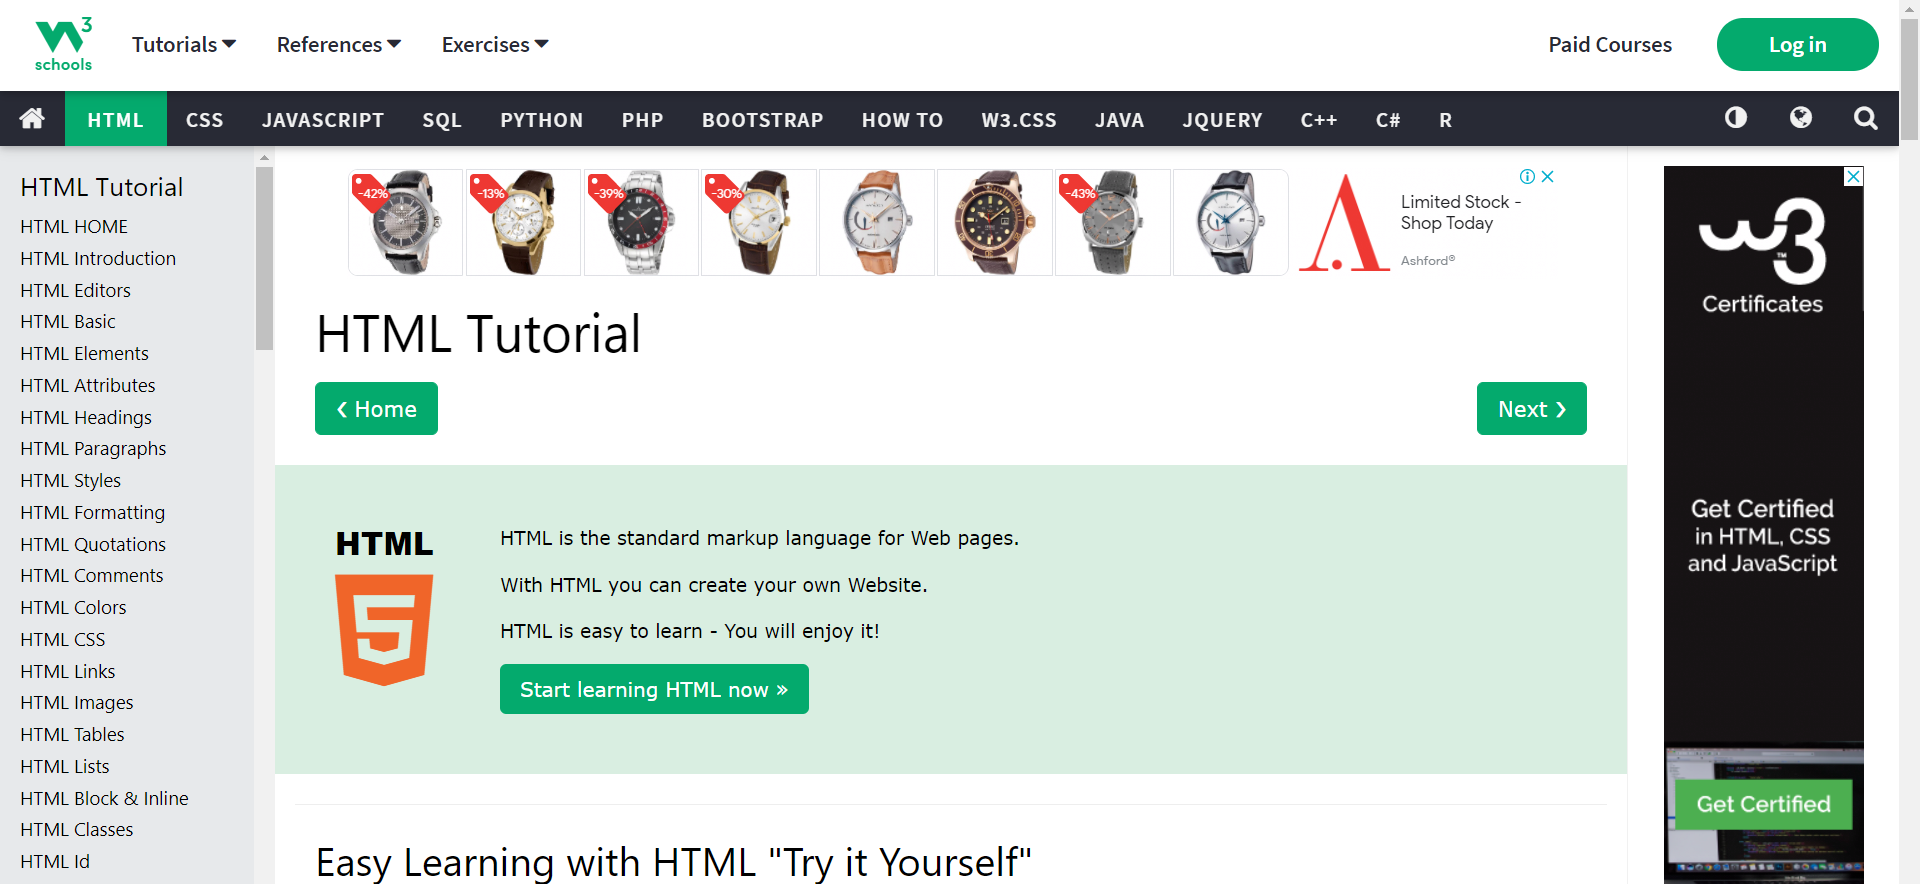 3
schools
Tutorials
References
Exercises
Paid Courses
Log in
HTML
CSS
JAVASCRIPT
SQL
PYTHON
PHP
BOOTSTRAP
HOW TO
W3.CSS
JAVA
JQUERY
C++
C#
R
HTML Tutorial
HTML HOME
HTML Introduction
HTML Editors
HTML Basic
HTML Elements
HTML Attributes
HTML Headings
HTML Paragraphs
HTML Styles
HTML Formatting
HTML Quotations
HTML Comments
HTML Colors
HTML CSS
HTML Links
HTML Images
HTML Tables
HTML Lists
HTML Block & Inline
HTML Classes
HTML Id
-42%
-13%
-39%
-30%
-43%
A
Limited Stock -
Shop Today
Ashford®
HTML Tutorial
❮ Home
Next ❯
HTML
5
HTML is the standard markup language for Web pages.
With HTML you can create your own Website.
HTML is easy to learn - You will enjoy it!
Start learning HTML now »
Easy Learning with HTML "Try it Yourself"
w3
TM
Certificates
Get Certified
in HTML, CSS
and JavaScript
Get Certified